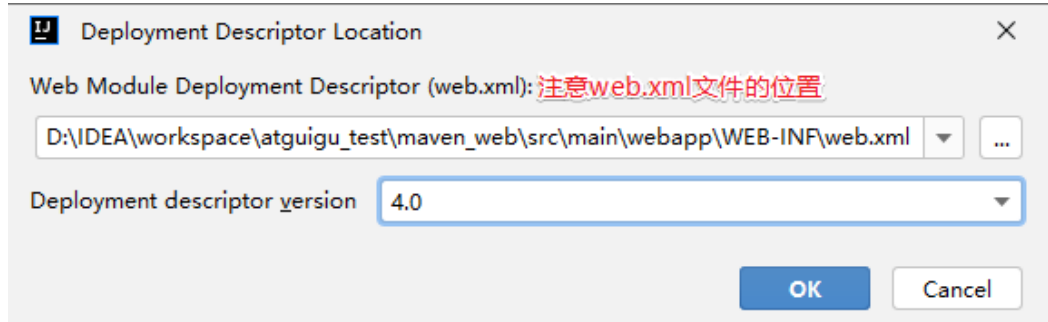 Deployment Descriptor Location
Web Module Deployment Descriptor (web.xml): 注意web.xml文件的位置
D:\IDEA\workspace\atguigu_test\maven_web\src\main\webapp\WEB-INF\web.xml ...
Deployment descriptor version 4.0
OK Cancel